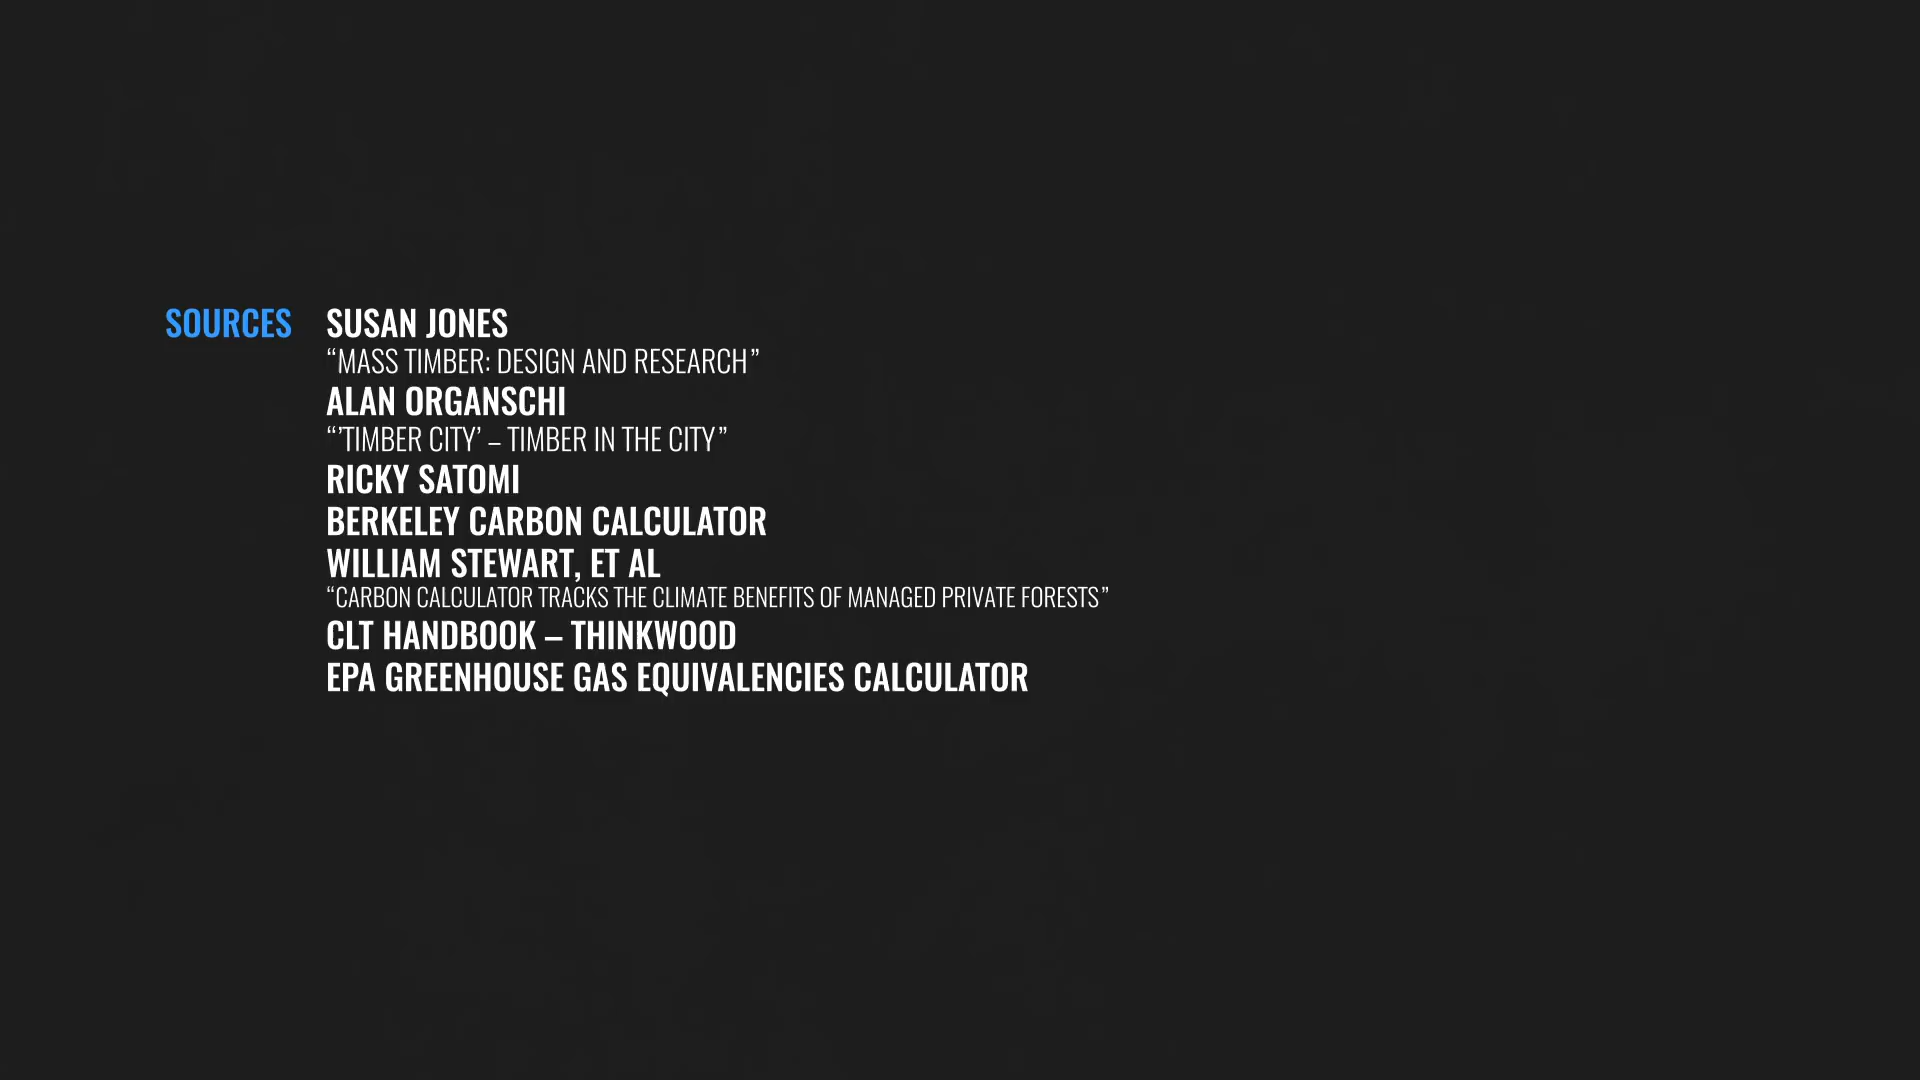 SOURCES SUSAN JONES
“MASS TIMBER: DESIGN AND RESEARCH”
ALAN ORGANSCHI
“’TIMBER CITY’ – TIMBER IN THE CITY”
RICKY SATOMI
BERKELEY CARBON CALCULATOR
WILLIAM STEWART, ET AL
“CARBON CALCULATOR TRACKS THE CLIMATE BENEFITS OF MANAGED PRIVATE FORESTS”
CLT HANDBOOK – THINKWOOD
EPA GREENHOUSE GAS EQUIVALENCIES CALCULATOR